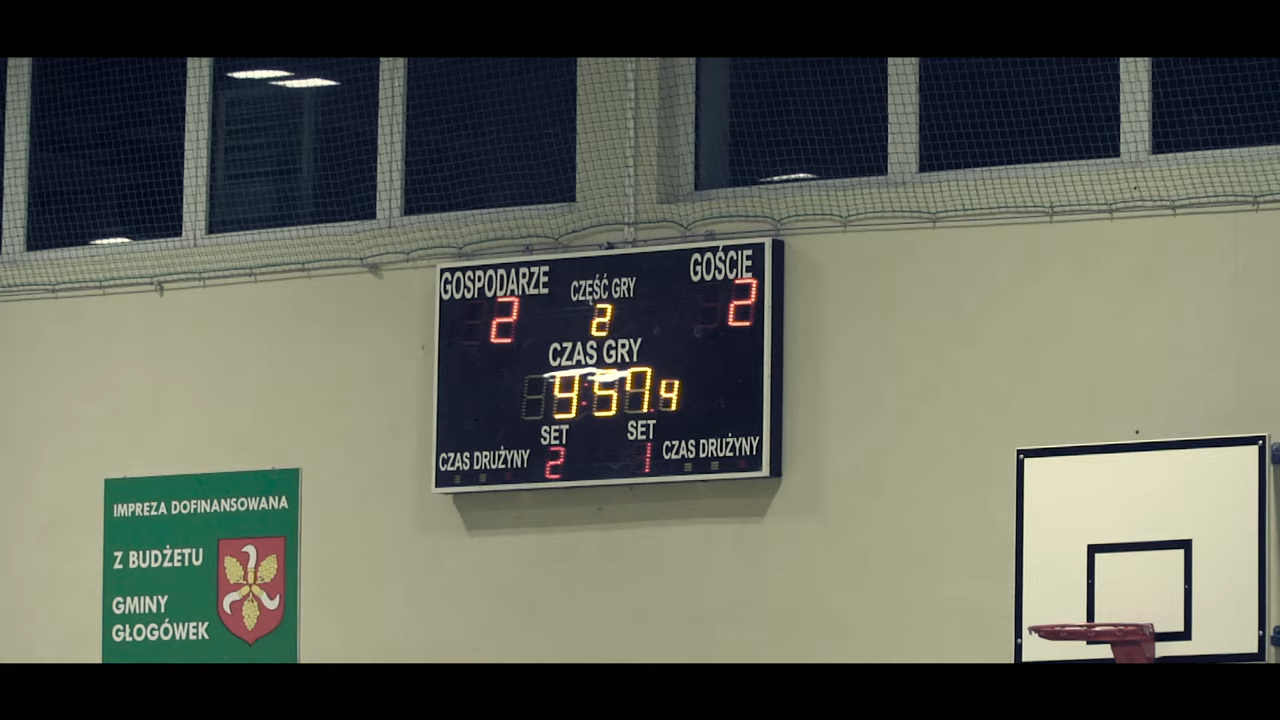 GOSPODARZE
CZĘŚĆ GRY
GOŚCIE
2
2
2
CZAS GRY
9:57.4
SET
SET
CZAS DRUŻYNY
2
1
CZAS DRUŻYNY
IMPREZA DOFINANSOWANA
Z BUDŻETU
GMINY
GŁOGÓWEK